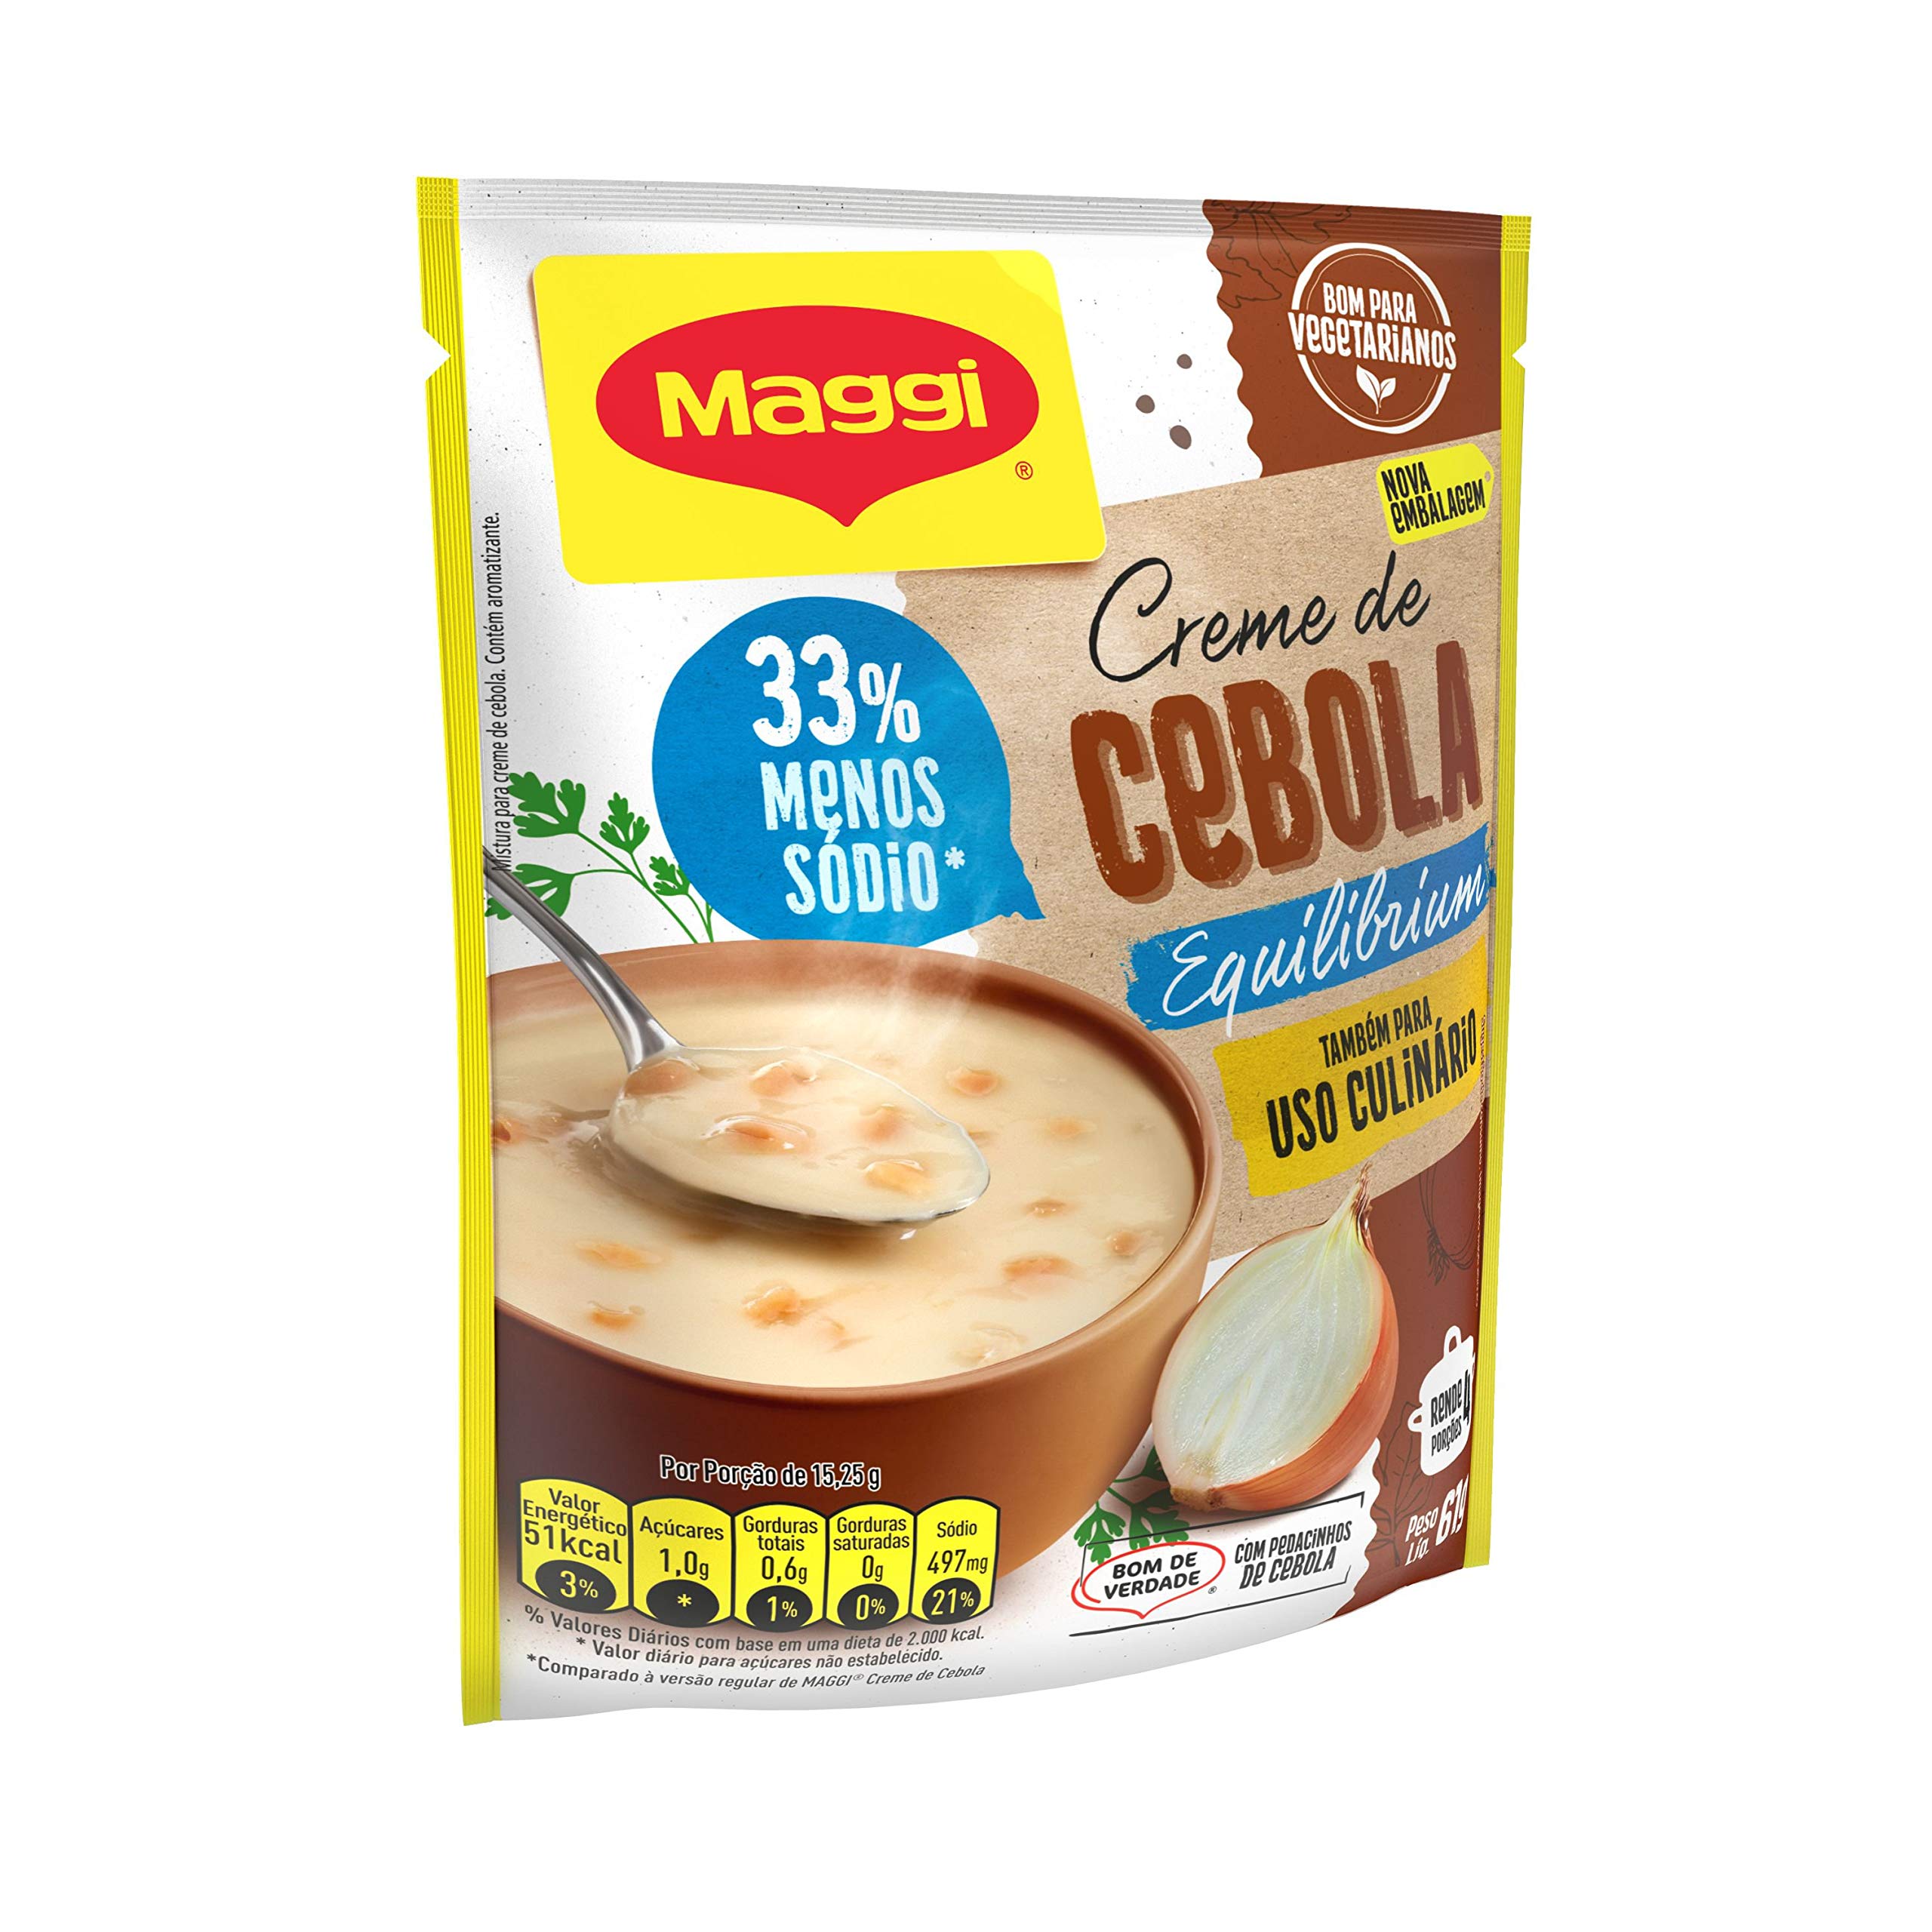 Maggi
®
BOM PARA
VEGETARIANOS
NOVA
EMBALAGEM
Creme de
CEBOLA
Equilibrium
TAMBÉM PARA
USO CULINÁRIO
33%
MENOS
SÓDIO*
Mistura para creme de cebola. Contém aromatizante.
RENDE 4
PORÇÕES
Peso
Líq. 61g
BOM DE
VERDADE ®
COM PEDACINHOS
DE CEBOLA
Por Porção de 15,25 g
Valor
Energético
51kcal
3%
Açúcares
1,0g
*
Gorduras
totais
0,6g
1%
Gorduras
saturadas
0g
0%
Sódio
497mg
21%
% Valores Diários com base em uma dieta de 2.000 kcal.
* Valor diário para açúcares não estabelecido.
*Comparado à versão regular de MAGGI® Creme de Cebola